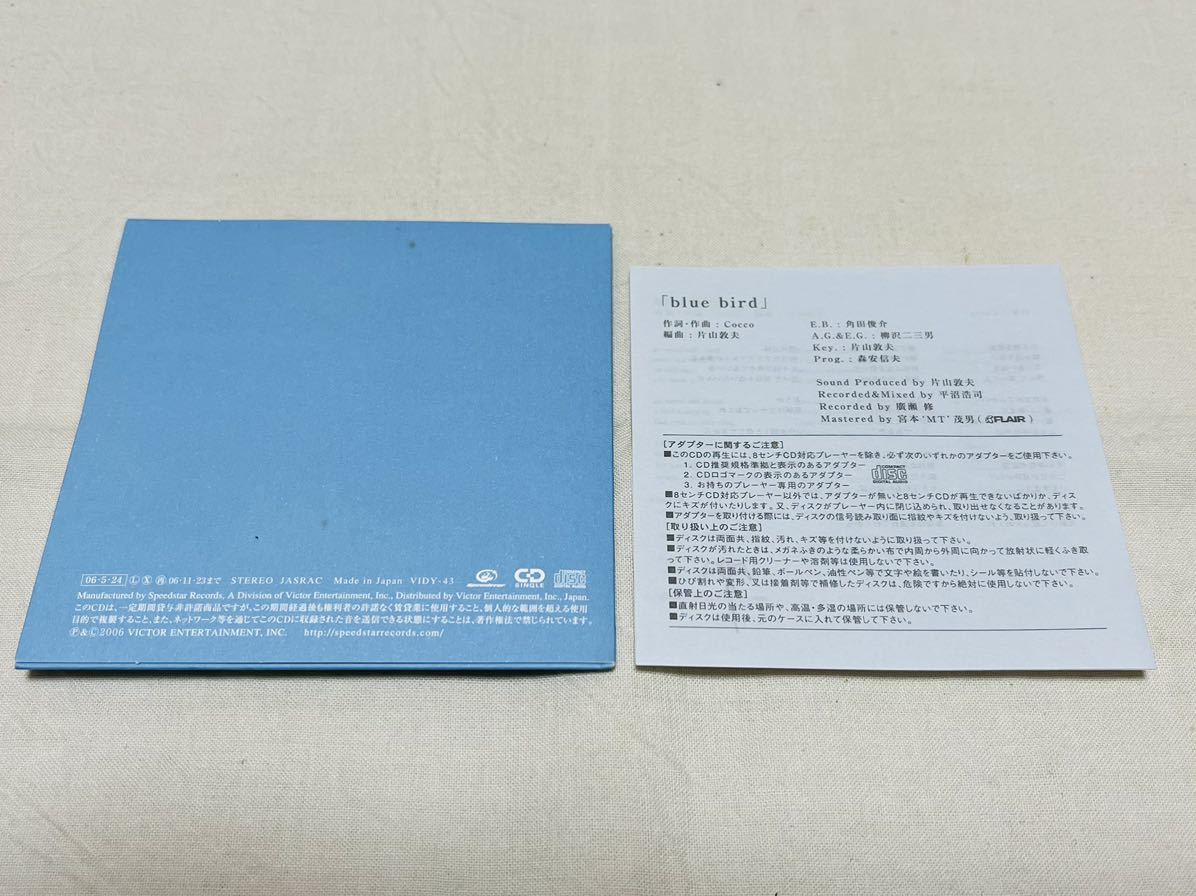 06·5·24 L X 再 06·11·23まで STEREO JASRAC Made in Japan VIDY-43 CD SINGLE COMPACT disc DIGITAL AUDIO
Manufactured by Speedstar Records, A Division of Victor Entertainment, Inc., Distributed by Victor Entertainment, Inc., Japan.
このCDは、一定期間貸与非許諾商品ですが、この期間経過後も権利者の許諾なく賃貸業に使用すること、個人的な範囲を超える使用
目的で複製すること、また、ネットワーク等を通じてこのCDに収録された音を送信できる状態にすることは、著作権法で禁じられています。
Ⓟ&©2006 VICTOR ENTERTAINMENT, INC. http://speedstarrecords.com/
「blue bird」
作詞・作曲 : Cocco
編曲 : 片山敦夫
E.B. : 角田俊介
A.G.&E.G. : 柳沢二三男
Key. : 片山敦夫
Prog. : 森安信夫
Sound Produced by 片山敦夫
Recorded&Mixed by 平沼浩司
Recorded by 廣瀬 修
Mastered by 宮本'MT'茂男(FLAIR)
[アダプターに関するご注意]
■このCDの再生には、8センチCD対応プレーヤーを除き、必ず次のいずれかのアダプターをご使用下さい。
1. CD推奨規格準拠と表示のあるアダプター
2. CDロゴマークの表示のあるアダプター
3. お持ちのプレーヤー専用のアダプター
COMPACT disc DIGITAL AUDIO
■8センチCD対応プレーヤー以外では、アダプターが無いと8センチCDが再生できないばかりか、ディス
クにキズが付いたりします。又、ディスクがプレーヤー内に閉じ込められ、取り出せなくなることがあります。
■アダプターを取り付ける際には、ディスクの信号読み取り面に指紋やキズを付けないよう、取り扱って下さい。
[取り扱い上のご注意]
■ディスクは両面共、指紋、汚れ、キズ等を付けないように取り扱って下さい。
■ディスクが汚れたときは、メガネふきのような柔らかい布で内周から外周に向かって放射状に軽くふき取
って下さい。レコード用クリーナーや溶剤等は使用しないで下さい。
■ディスクは両面共、鉛筆、ボールペン、油性ペン等で文字や絵を書いたり、シール等を貼付しないで下さい。
■ひび割れや変形、又は接着剤等で補修したディスクは、危険ですから絶対に使用しないで下さい。
[保管上のご注意]
■直射日光の当たる場所や、高温・多湿の場所には保管しないで下さい。
■ディスクは使用後、元のケースに入れて保管して下さい。